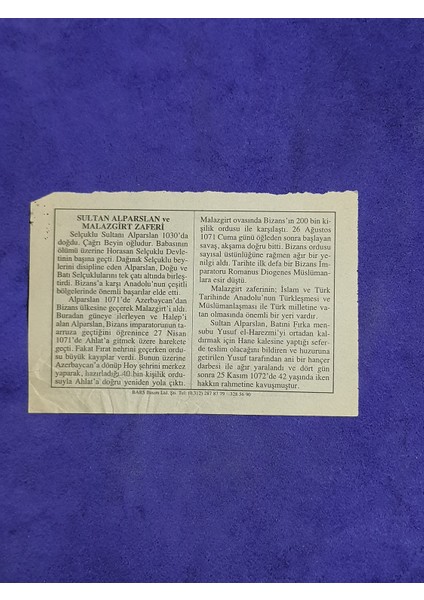 SULTAN ALPARSLAN ve
MALAZGİRT ZAFERİ
Selçuklu Sultanı Alparslan 1030'da
doğdu. Çağrı Beyin oğludur. Babasının
ölümü üzerine Horasan Selçuklu Devle-
tinin başına geçti. Dağınık Selçuklu bey-
lerini disipline eden Alparslan, Doğu ve
Batı Selçuklularını tek çatı altında birleş-
tirdi. Bizans'a karşı Anadolu'nun çeşitli
bölgelerinde önemli başarılar elde etti.
Alparslan 1071'de Azerbaycan'dan
Bizans ülkesine geçerek Malazgirt'i aldı.
Buradan güneye ilerleyen ve Halep'i
alan Alparslan, Bizans imparatorunun ta-
arruza geçtiğini öğrenince 27 Nisan
1071'de Ahlat'a gitmek üzere harekete
geçti. Fakat Fırat nehrini geçerken ordu-
su büyük kayıplar verdi. Bunun üzerine
Azerbaycan'a dönüp Hoy şehrini merkez
yaparak, hazırladığı 40 bin kişilik ordu-
suyla Ahlat'a doğru yeniden yola çıktı.
Malazgirt ovasında Bizans'ın 200 bin ki-
şilik ordusu ile karşılaştı. 26 Ağustos
1071 Cuma günü öğleden sonra başlayan
savaş, akşama doğru bitti. Bizans ordusu
sayısal üstünlüğüne rağmen ağır bir ye-
nilgi aldı. Tarihte ilk defa bir Bizans İm-
paratoru Romanus Diogenes Müslüman-
lara esir düştü.
Malazgirt zaferinin; İslam ve Türk
Tarihinde Anadolu'nun Türkleşmesi ve
Müslümanlaşması ile Türk milletine va-
tan olmasında önemli bir yeri vardır.
Sultan Alparslan, Batıni Fırka men-
subu Yusuf el-Harezmi'yi ortadan kal-
dırmak için Hane kalesine yaptığı sefer-
de teslim olacağını bildiren ve huzuruna
getirilen Yusuf tarafından ani bir hançer
darbesi ile ağır yaralandı ve dört gün
sonra 25 Kasım 1072'de 42 yaşında iken
hakkın rahmetine kavuşmuştur.
Basım Ltd. Şti. Tel: (0.312)